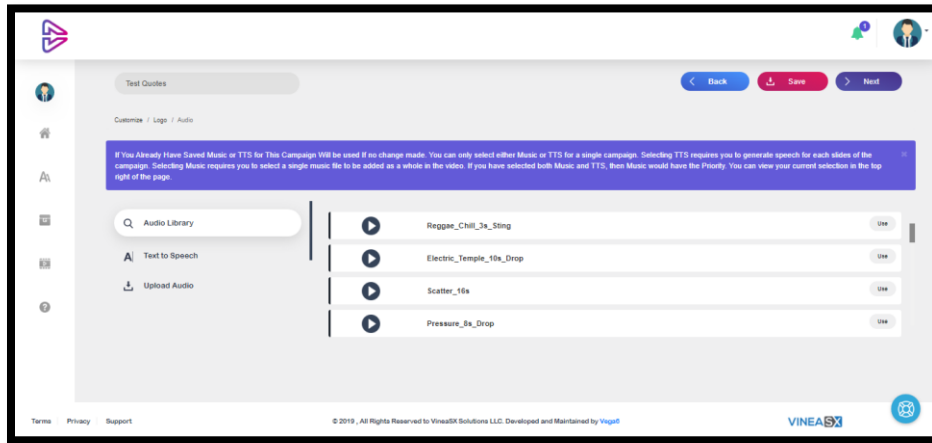 1
Test Quotes
Back
Save
Next
Customize / Logo / Audio
If You Already Have Saved Music or TTS for This Campaign Will be used If no change made. You can only select either Music or TTS for a single campaign. Selecting TTS requires you to generate speech for each slides of the
campaign. Selecting Music requires you to select a single music file to be added as a whole in the video. If you have selected both Music and TTS, then Music would have the Priority. You can view your current selection in the top
right of the page.
Audio Library
Text to Speech
Upload Audio
Reggae_Chill_3s_Sting Use
Electric_Temple_10s_Drop Use
Scatter_16s Use
Pressure_8s_Drop Use
Terms Privacy Support
© 2019 , All Rights Reserved to VineaSX Solutions LLC. Developed and Maintained by Vega6
VINEASX